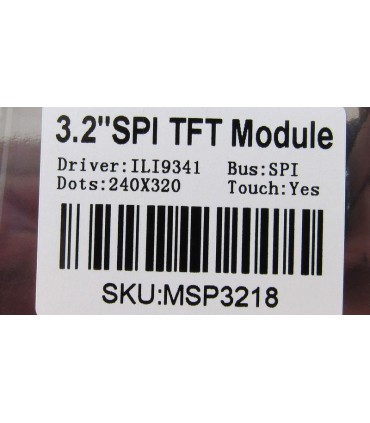 3.2"SPI TFT Module
Driver:ILI9341 Bus:SPI
Dots:240X320 Touch:Yes
SKU:MSP3218